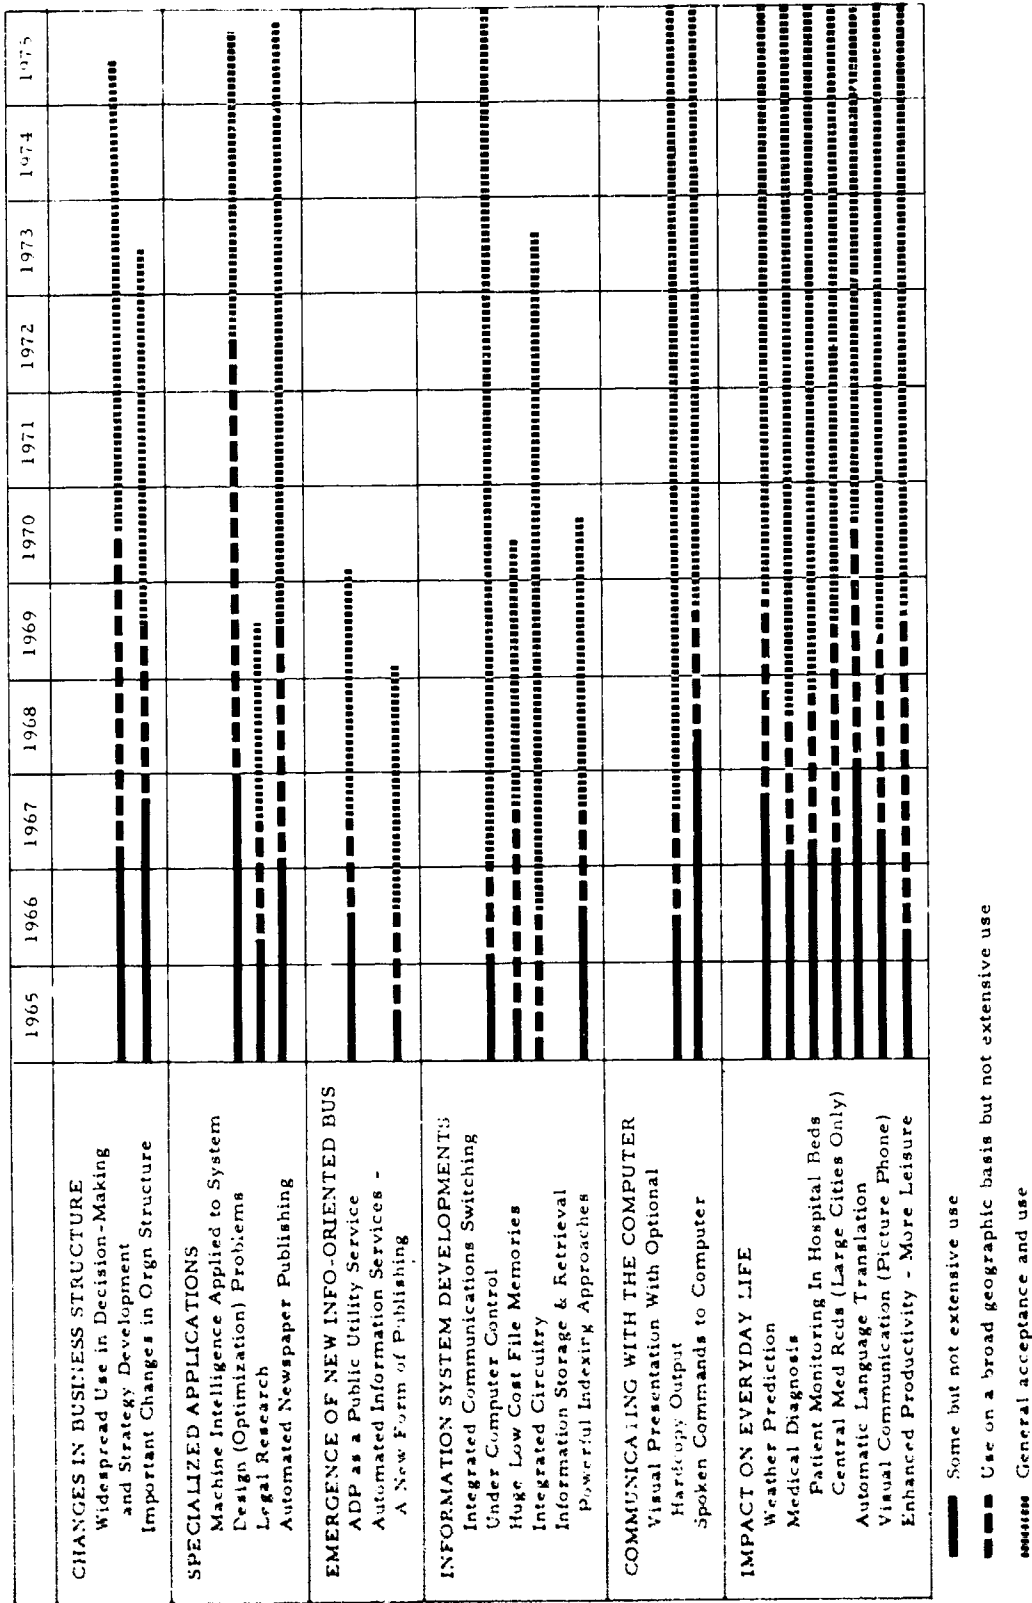 1965 1966 1967 1968 1969 1970 1971 1972 1973 1974 1975
CHANGES IN BUSINESS STRUCTURE
Widespread Use in Decision-Making
and Strategy Development
Important Changes in Orgn Structure
SPECIALIZED APPLICATIONS
Machine Intelligence Applied to System
Design (Optimization) Problems
Legal Research
Automated Newspaper Publishing
EMERGENCE OF NEW INFO-ORIENTED BUS
ADP as a Public Utility Service
Automated Information Services -
A New Form of Publishing
INFORMATION SYSTEM DEVELOPMENTS
Integrated Communications Switching
Under Computer Control
Huge Low Cost File Memories
Integrated Circuitry
Information Storage & Retrieval
Powerful Indexing Approaches
COMMUNICATING WITH THE COMPUTER
Visual Presentation With Optional
Hardcopy Output
Spoken Commands to Computer
IMPACT ON EVERYDAY LIFE
Weather Prediction
Medical Diagnosis
Patient Monitoring In Hospital Beds
Central Med Rcds (Large Cities Only)
Automatic Language Translation
Visual Communication (Picture Phone)
Enhanced Productivity - More Leisure
Some but not extensive use
Use on a broad geographic basis but not extensive use
General acceptance and use